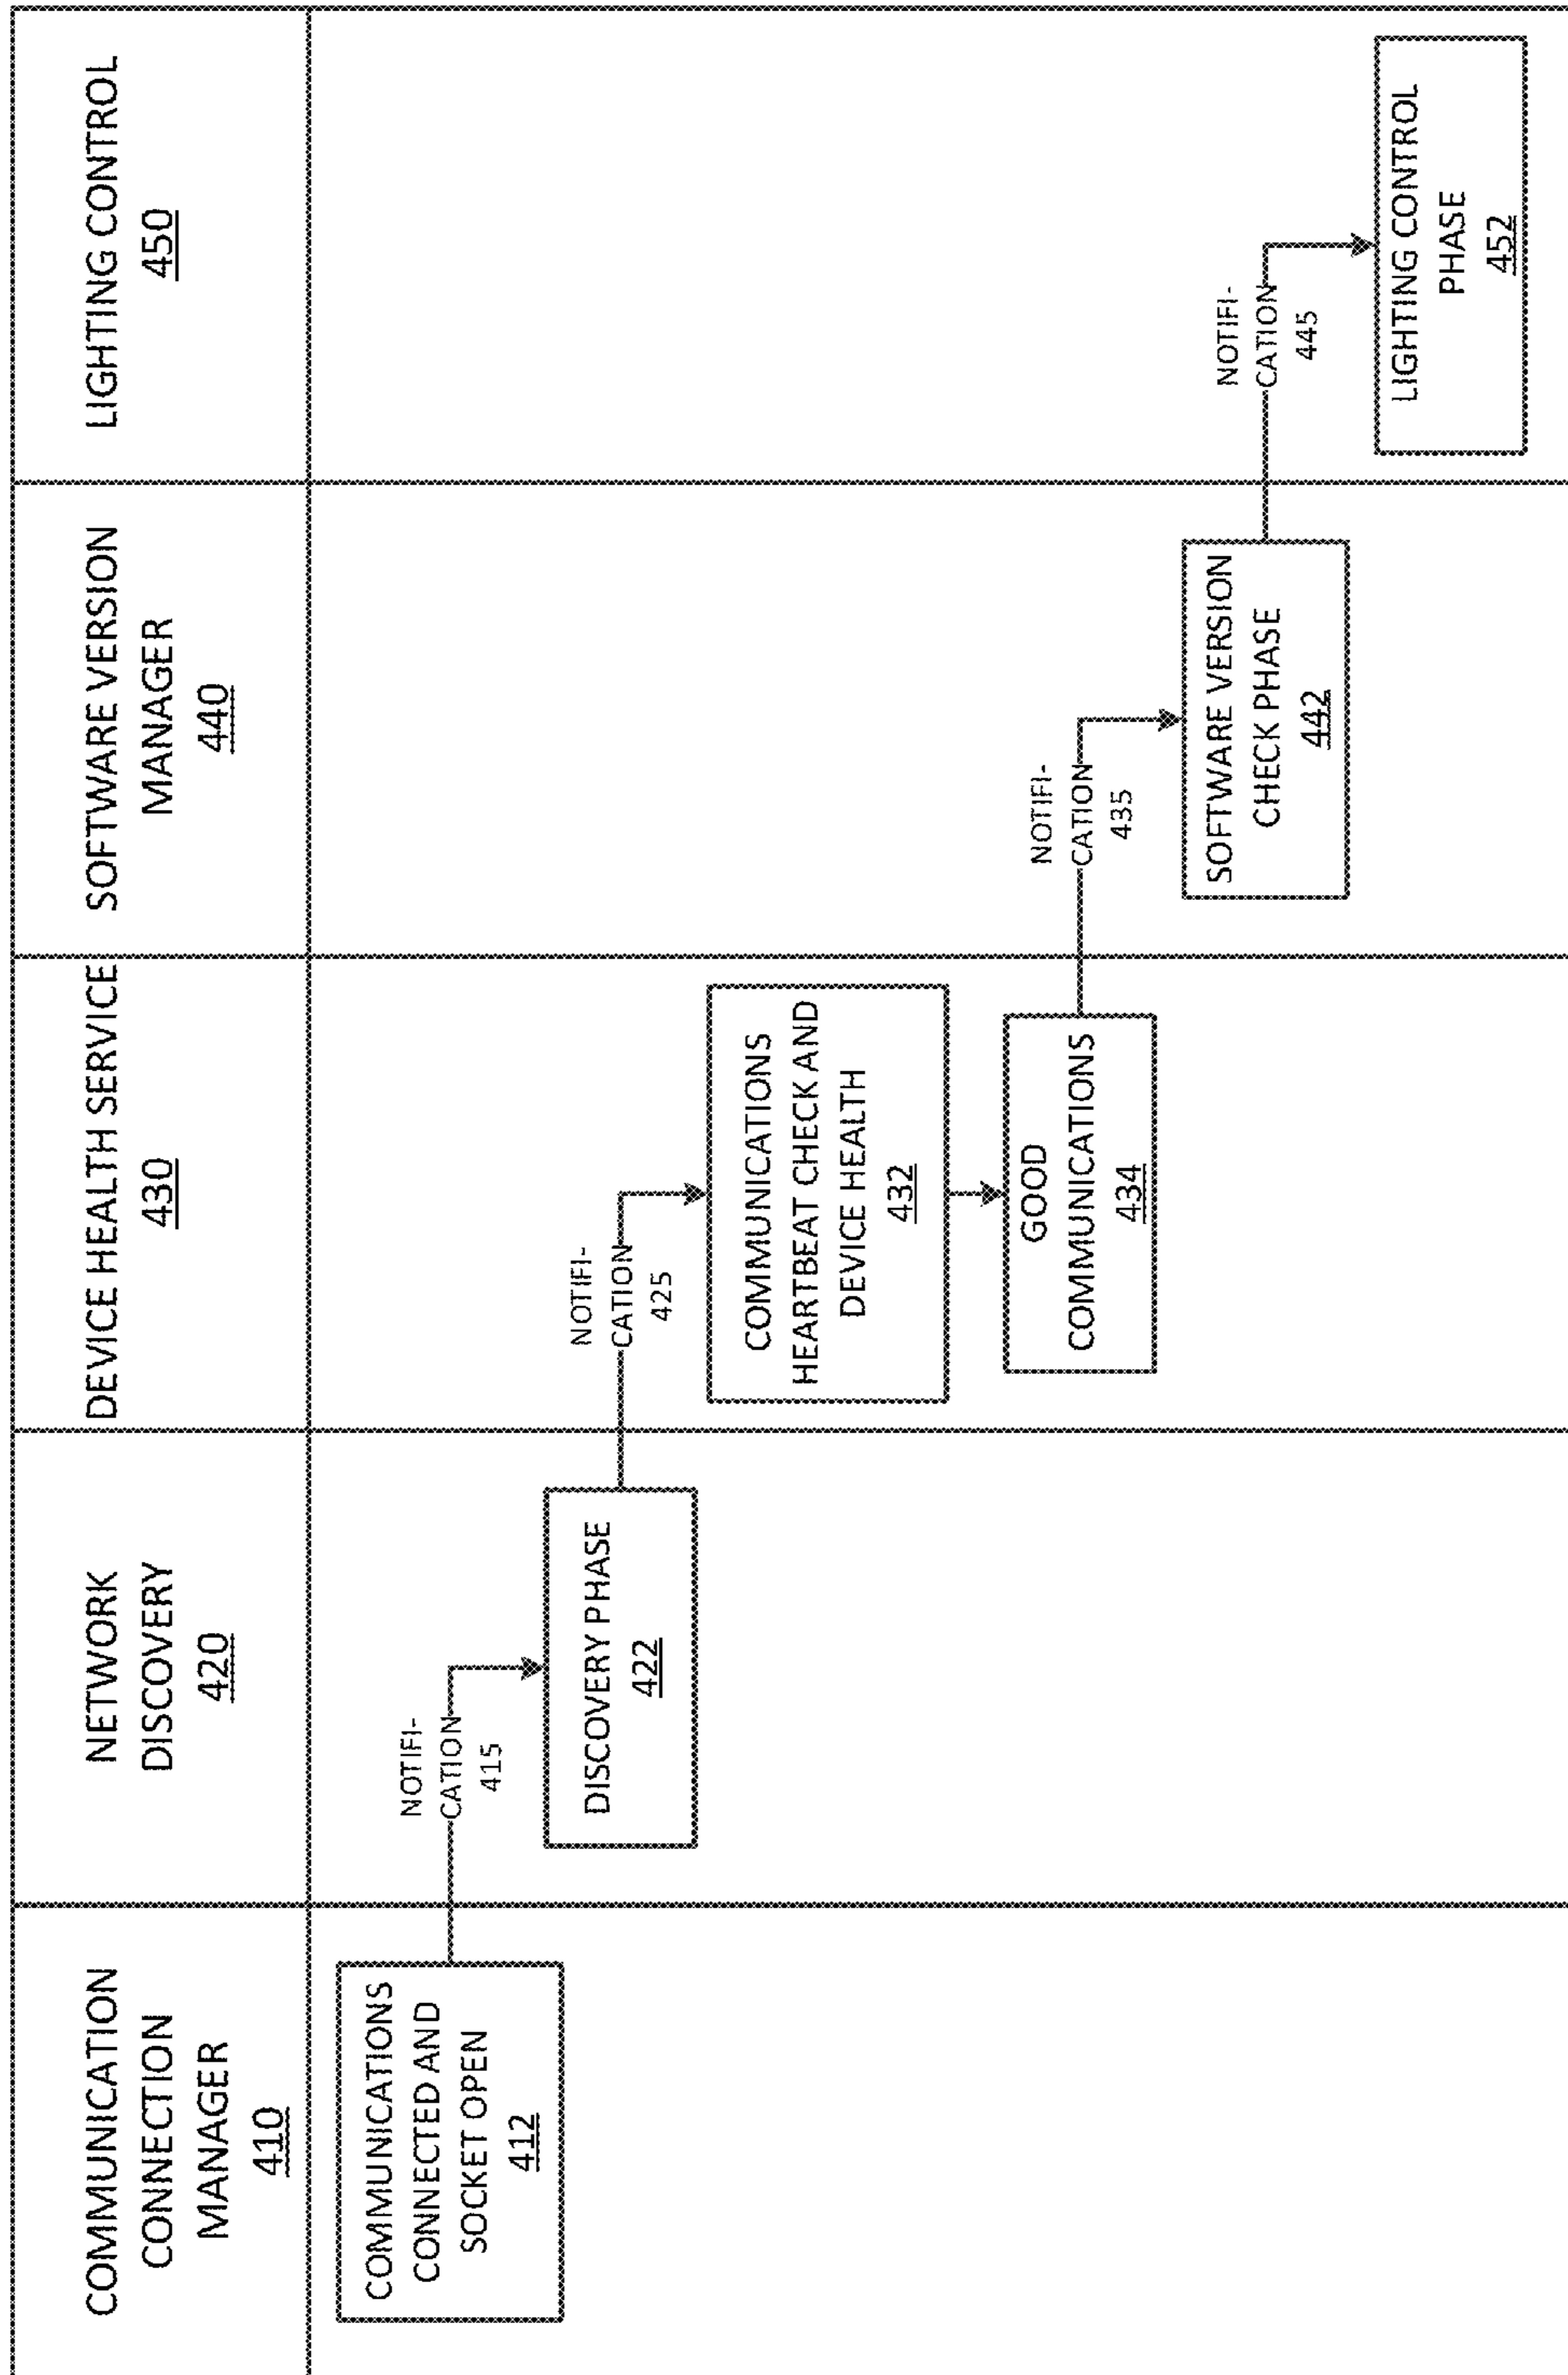 COMMUNICATION
CONNECTION
MANAGER
410
NETWORK
DISCOVERY
420
DEVICE HEALTH SERVICE
430
SOFTWARE VERSION
MANAGER
440
LIGHTING CONTROL
450
COMMUNICATIONS
CONNECTED AND
SOCKET OPEN
412
NOTIFI-
CATION
415
DISCOVERY PHASE
422
NOTIFI-
CATION
425
COMMUNICATIONS
HEARTBEAT CHECK AND
DEVICE HEALTH
432
GOOD
COMMUNICATIONS
434
NOTIFI-
CATION
435
SOFTWARE VERSION
CHECK PHASE
442
NOTIFI-
CATION
445
LIGHTING CONTROL
PHASE
452